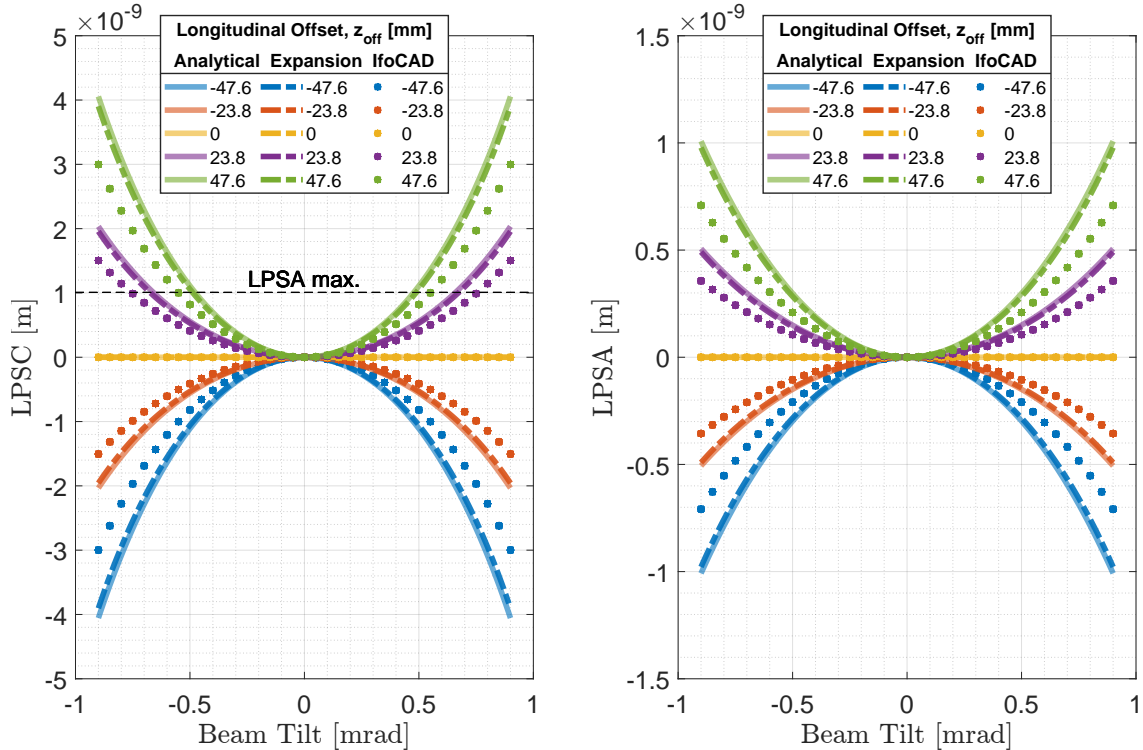 ×10⁻⁹
Longitudinal Offset, z_off [mm]
Analytical Expansion IfoCAD
-47.6 -47.6 -47.6
-23.8 -23.8 -23.8
0 0 0
23.8 23.8 23.8
47.6 47.6 47.6
LPSA max.
5
4
3
2
1
0
-1
-2
-3
-4
-5
LPSC [m]
-1 -0.5 0 0.5 1
Beam Tilt [mrad]
×10⁻⁹
Longitudinal Offset, z_off [mm]
Analytical Expansion IfoCAD
-47.6 -47.6 -47.6
-23.8 -23.8 -23.8
0 0 0
23.8 23.8 23.8
47.6 47.6 47.6
1.5
1
0.5
0
-0.5
-1
-1.5
LPSA [m]
-1 -0.5 0 0.5 1
Beam Tilt [mrad]